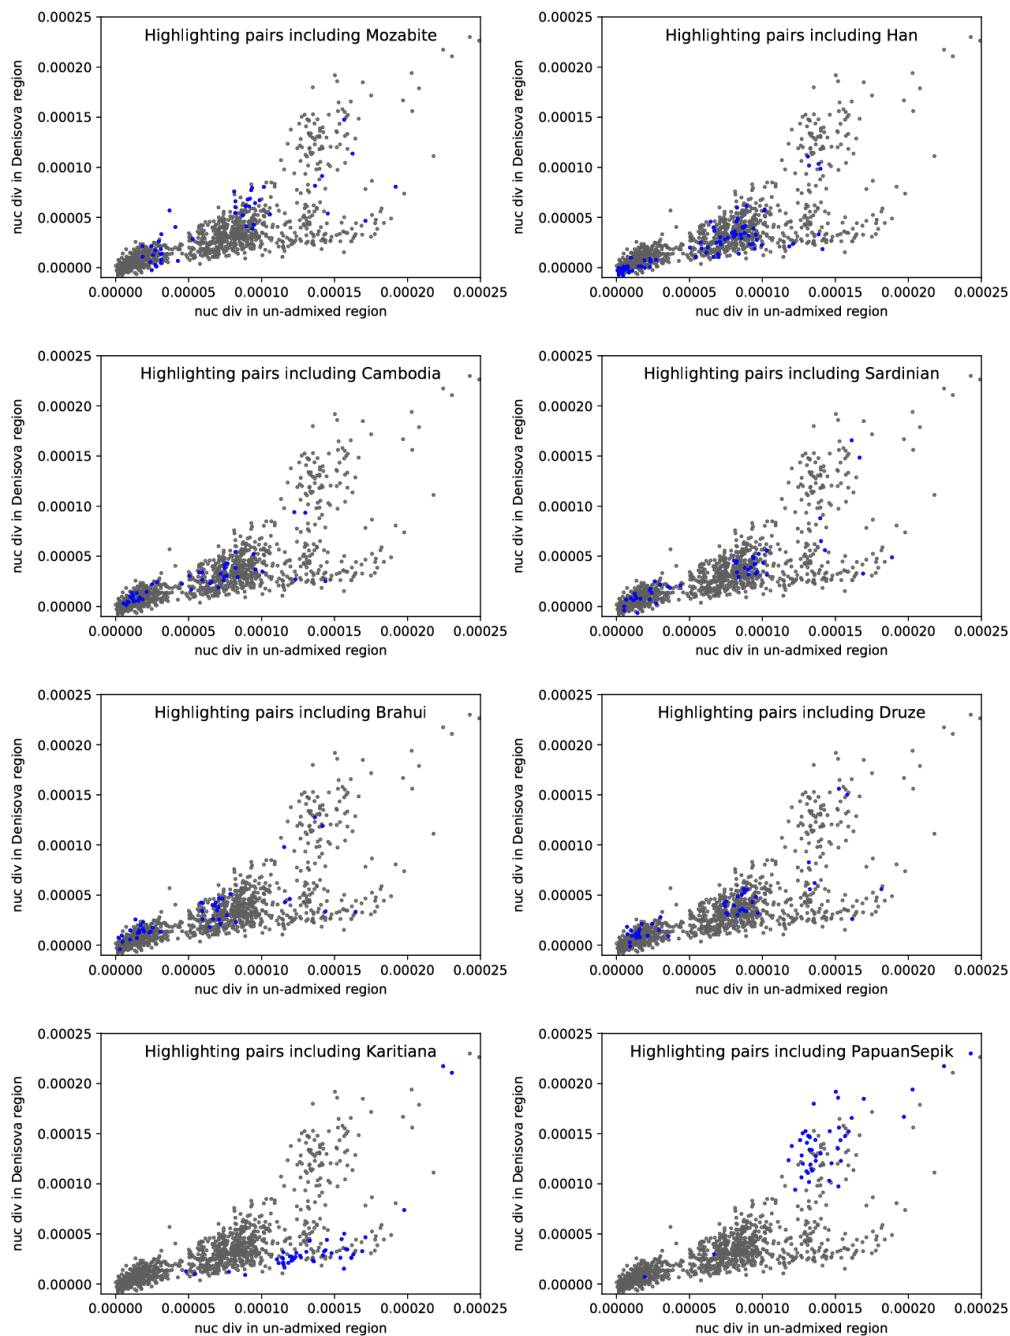 Highlighting pairs including Mozabite
nuc div in Denisova region
0.00025
0.00020
0.00015
0.00010
0.00005
0.00000
0.00000 0.00005 0.00010 0.00015 0.00020 0.00025
nuc div in un-admixed region
Highlighting pairs including Han
nuc div in Denisova region
0.00025
0.00020
0.00015
0.00010
0.00005
0.00000
0.00000 0.00005 0.00010 0.00015 0.00020 0.00025
nuc div in un-admixed region
Highlighting pairs including Cambodia
nuc div in Denisova region
0.00025
0.00020
0.00015
0.00010
0.00005
0.00000
0.00000 0.00005 0.00010 0.00015 0.00020 0.00025
nuc div in un-admixed region
Highlighting pairs including Sardinian
nuc div in Denisova region
0.00025
0.00020
0.00015
0.00010
0.00005
0.00000
0.00000 0.00005 0.00010 0.00015 0.00020 0.00025
nuc div in un-admixed region
Highlighting pairs including Brahui
nuc div in Denisova region
0.00025
0.00020
0.00015
0.00010
0.00005
0.00000
0.00000 0.00005 0.00010 0.00015 0.00020 0.00025
nuc div in un-admixed region
Highlighting pairs including Druze
nuc div in Denisova region
0.00025
0.00020
0.00015
0.00010
0.00005
0.00000
0.00000 0.00005 0.00010 0.00015 0.00020 0.00025
nuc div in un-admixed region
Highlighting pairs including Karitiana
nuc div in Denisova region
0.00025
0.00020
0.00015
0.00010
0.00005
0.00000
0.00000 0.00005 0.00010 0.00015 0.00020 0.00025
nuc div in un-admixed region
Highlighting pairs including PapuanSepik
nuc div in Denisova region
0.00025
0.00020
0.00015
0.00010
0.00005
0.00000
0.00000 0.00005 0.00010 0.00015 0.00020 0.00025
nuc div in un-admixed region